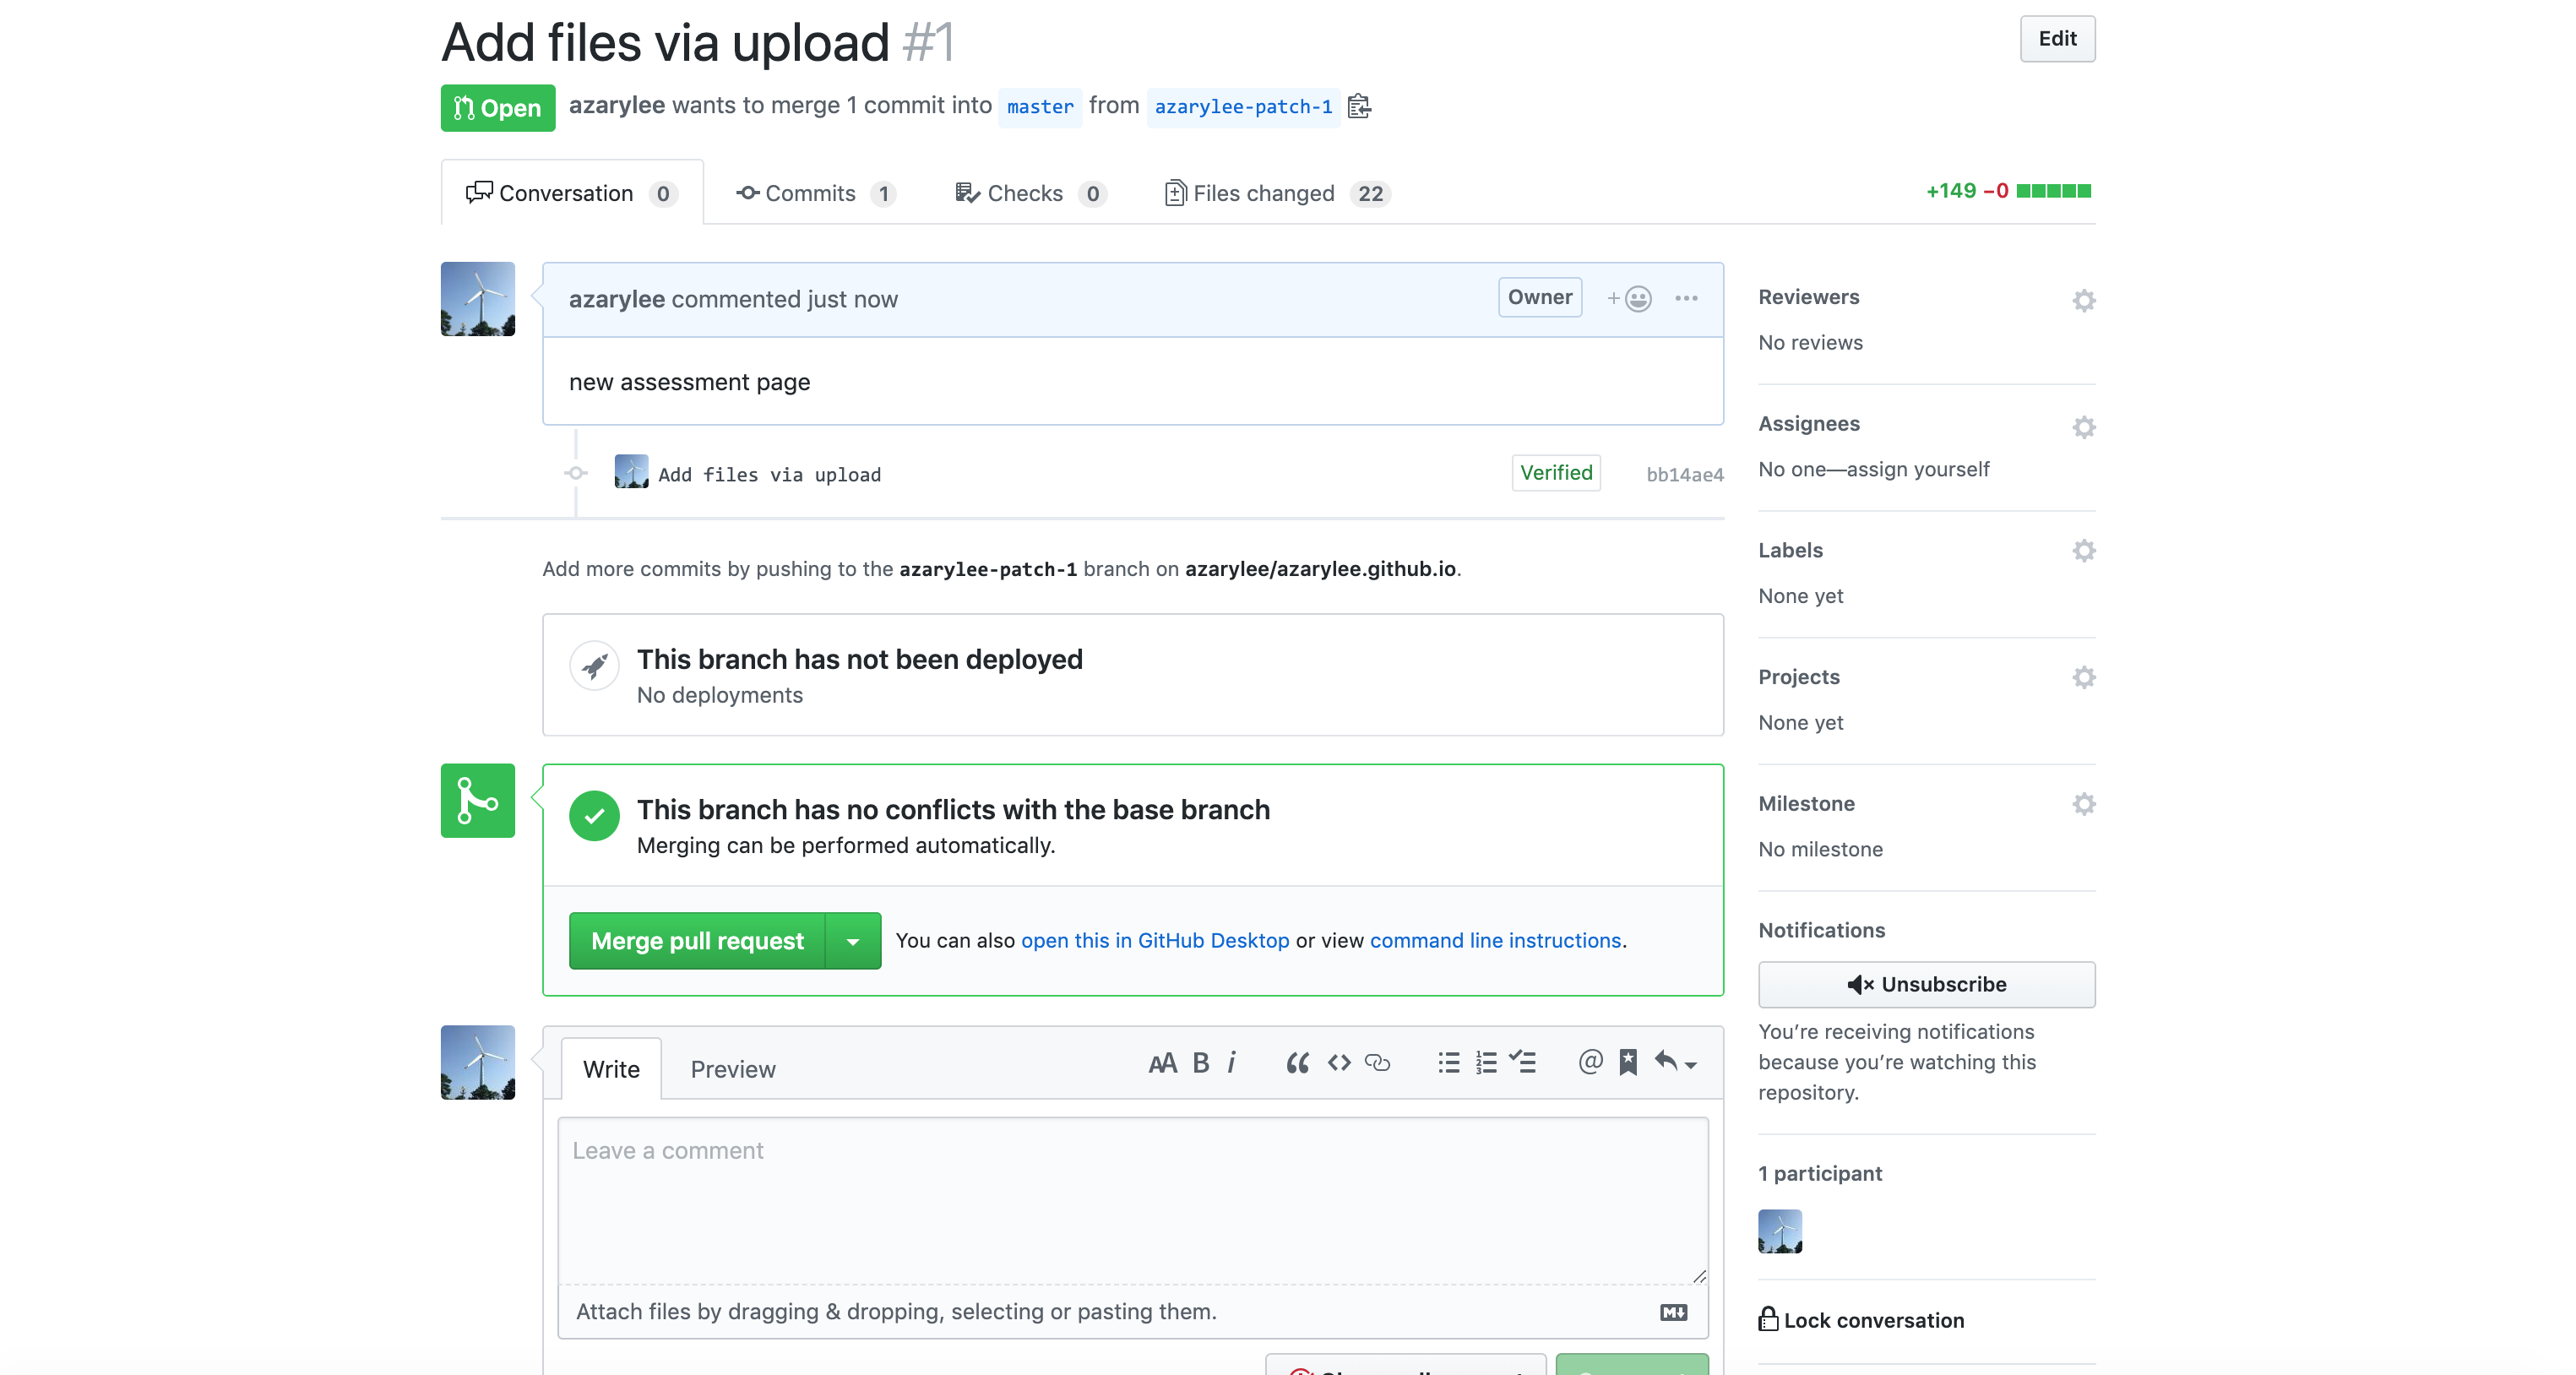 Add files via upload #1
Edit
Open
azarylee wants to merge 1 commit into master from azarylee-patch-1
Conversation 0
Commits 1
Checks 0
Files changed 22
+149 −0
azarylee commented just now
Owner
new assessment page
Add files via upload
Verified
bb14ae4
Add more commits by pushing to the azarylee-patch-1 branch on azarylee/azarylee.github.io.
This branch has not been deployed
No deployments
This branch has no conflicts with the base branch
Merging can be performed automatically.
Merge pull request
You can also open this in GitHub Desktop or view command line instructions.
Write
Preview
Leave a comment
Attach files by dragging & dropping, selecting or pasting them.
Reviewers
No reviews
Assignees
No one—assign yourself
Labels
None yet
Projects
None yet
Milestone
No milestone
Notifications
Unsubscribe
You’re receiving notifications
because you’re watching this
repository.
1 participant
Lock conversation